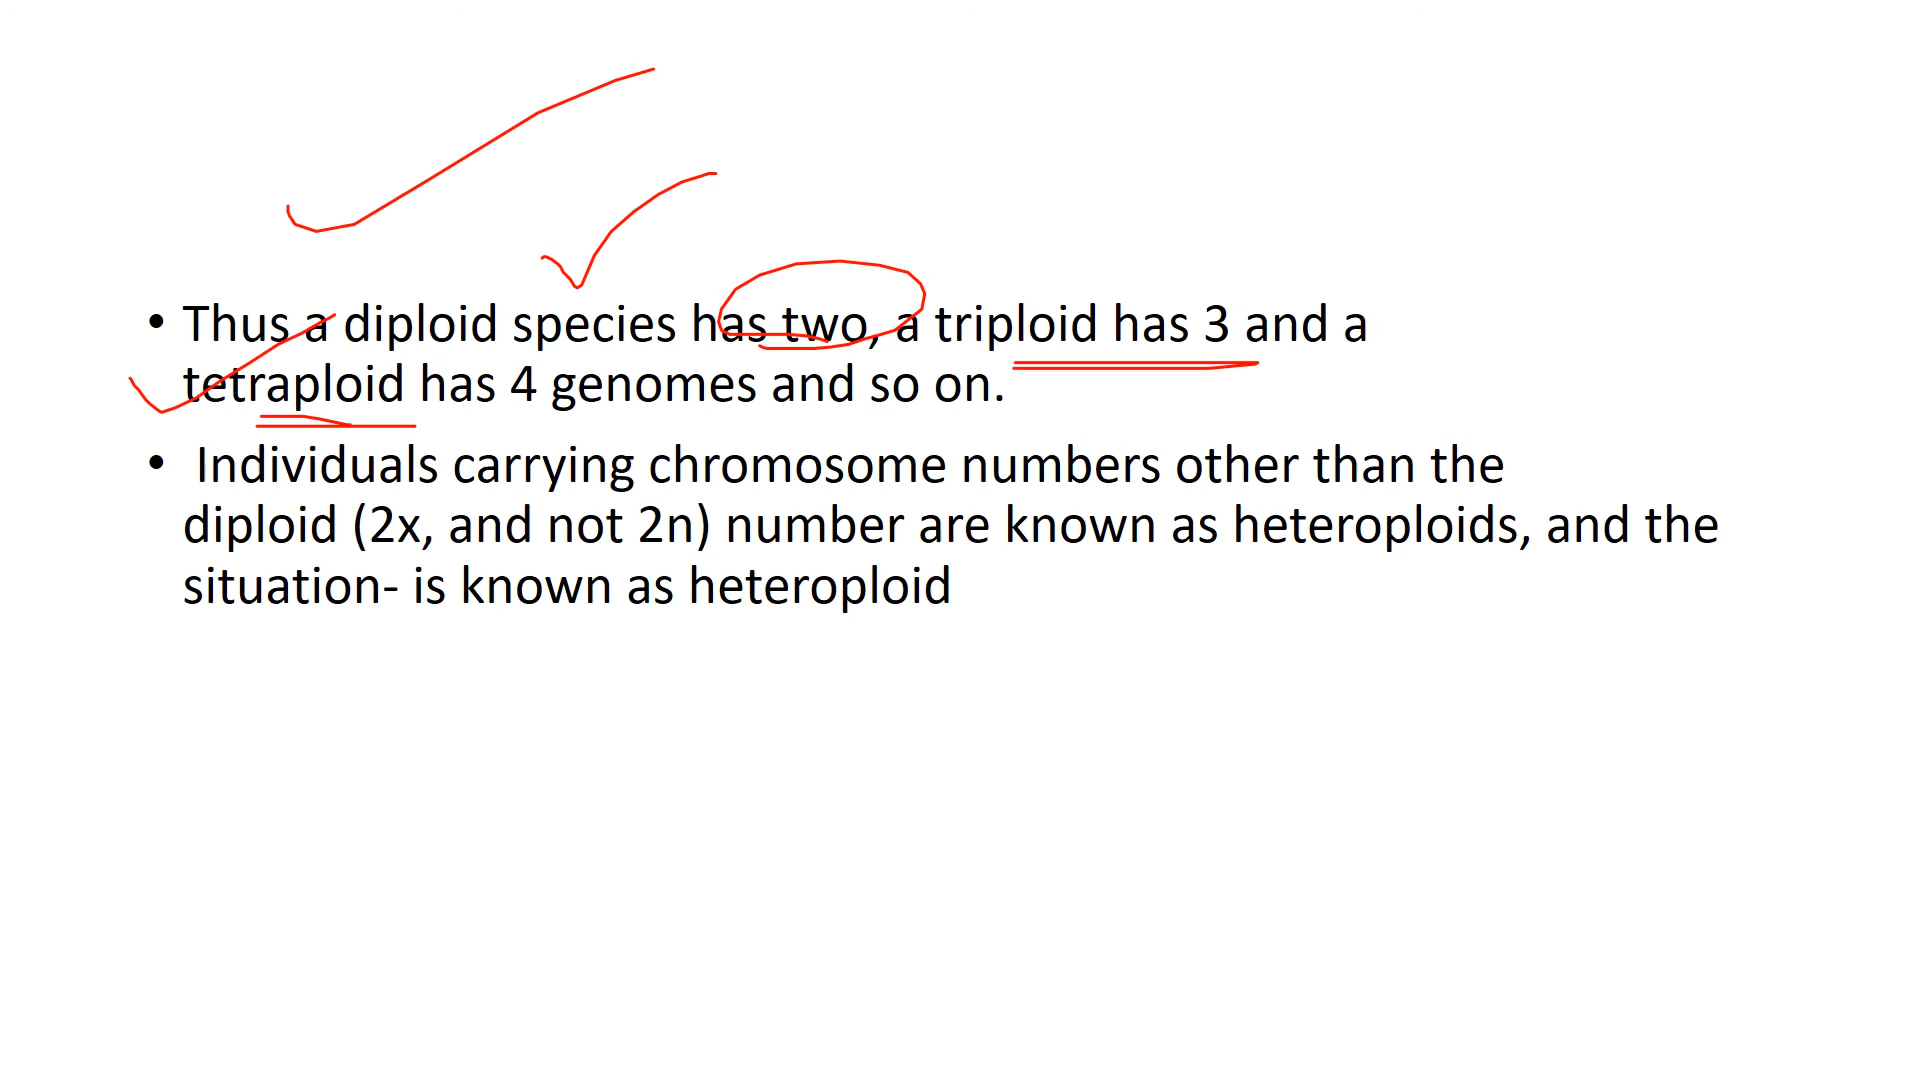 • Thus a diploid species has two, a triploid has 3 and a
tetraploid has 4 genomes and so on.
• Individuals carrying chromosome numbers other than the
diploid (2x, and not 2n) number are known as heteroploids, and the
situation- is known as heteroploid